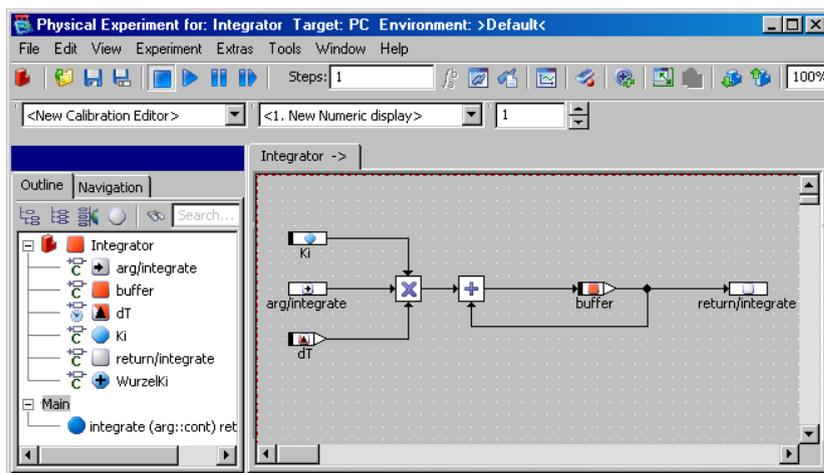 Physical Experiment for: Integrator Target: PC Environment: >Default<
File Edit View Experiment Extras Tools Window Help
Steps: 1
100%
<New Calibration Editor>
<1. New Numeric display>
1
Integrator ->
Outline
Navigation
Search...
Integrator
arg/integrate
buffer
dT
Ki
return/integrate
WurzelKi
Main
integrate (arg::cont) ret
Ki
arg/integrate
dT
buffer
return/integrate